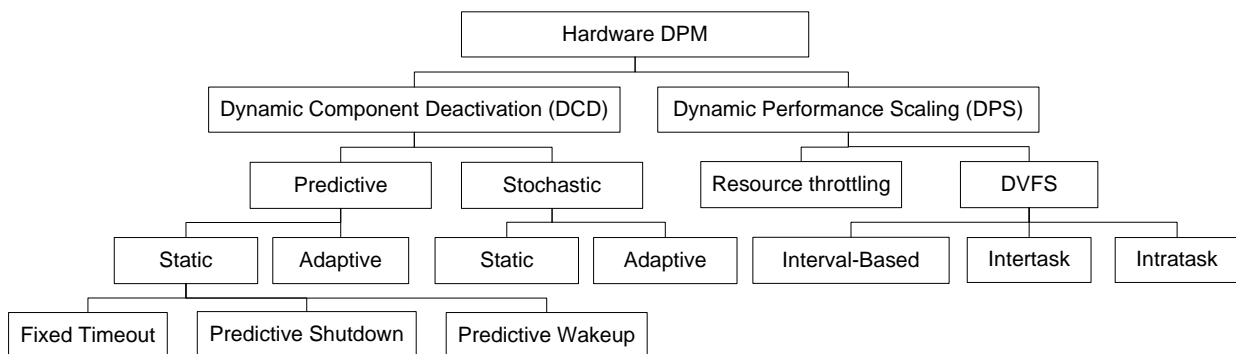 Hardware DPM
Dynamic Component Deactivation (DCD)
Dynamic Performance Scaling (DPS)
Predictive
Stochastic
Resource throttling
DVFS
Static
Adaptive
Static
Adaptive
Interval-Based
Intertask
Intratask
Fixed Timeout
Predictive Shutdown
Predictive Wakeup